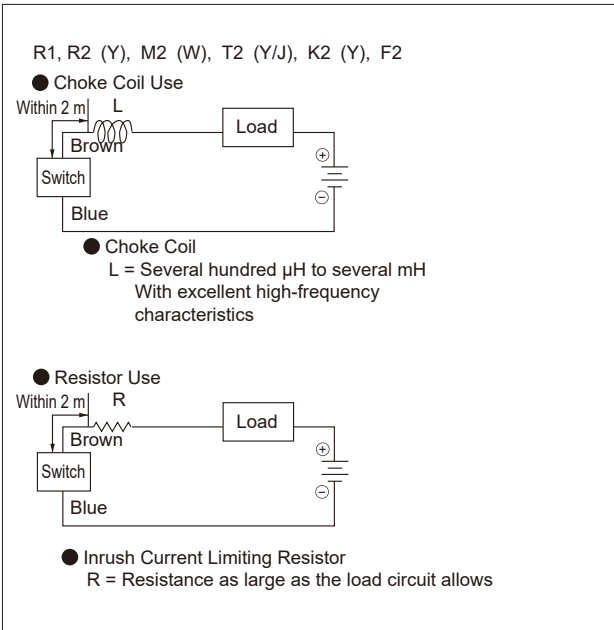 R1, R2 (Y), M2 (W), T2 (Y/J), K2 (Y), F2
● Choke Coil Use
Within 2 m
L
Load
Brown
Switch
Blue
⊕
⊖
● Choke Coil
L = Several hundred μH to several mH
With excellent high-frequency
characteristics
● Resistor Use
Within 2 m
R
Load
Brown
Switch
Blue
⊕
⊖
● Inrush Current Limiting Resistor
R = Resistance as large as the load circuit allows